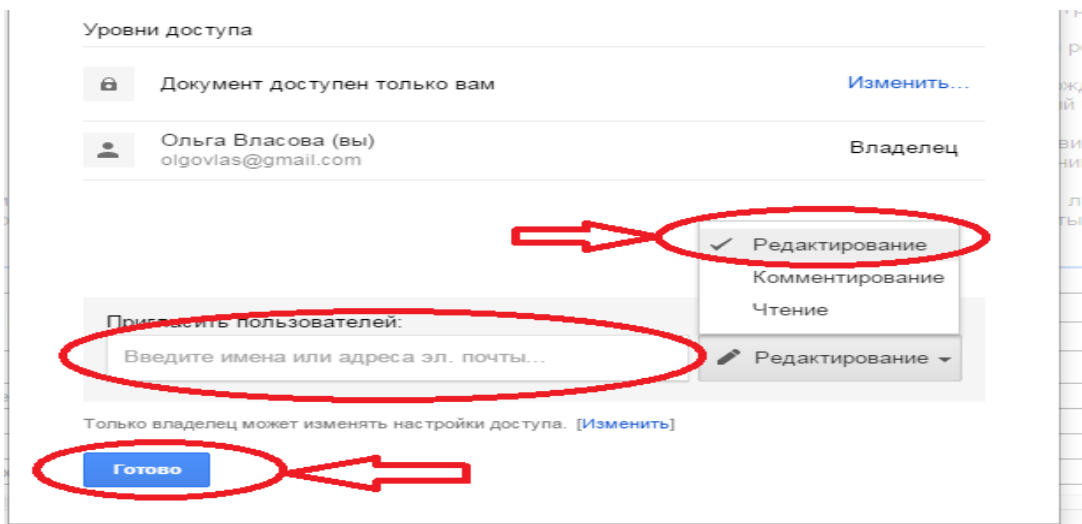 Уровни доступа
Документ доступен только вам Изменить...
Ольга Власова (вы)
olgovlas@gmail.com
Владелец
Редактирование
Комментирование
Чтение
Пригласить пользователей:
Введите имена или адреса эл. почты...
Редактирование
Только владелец может изменять настройки доступа. [Изменить]
Готово